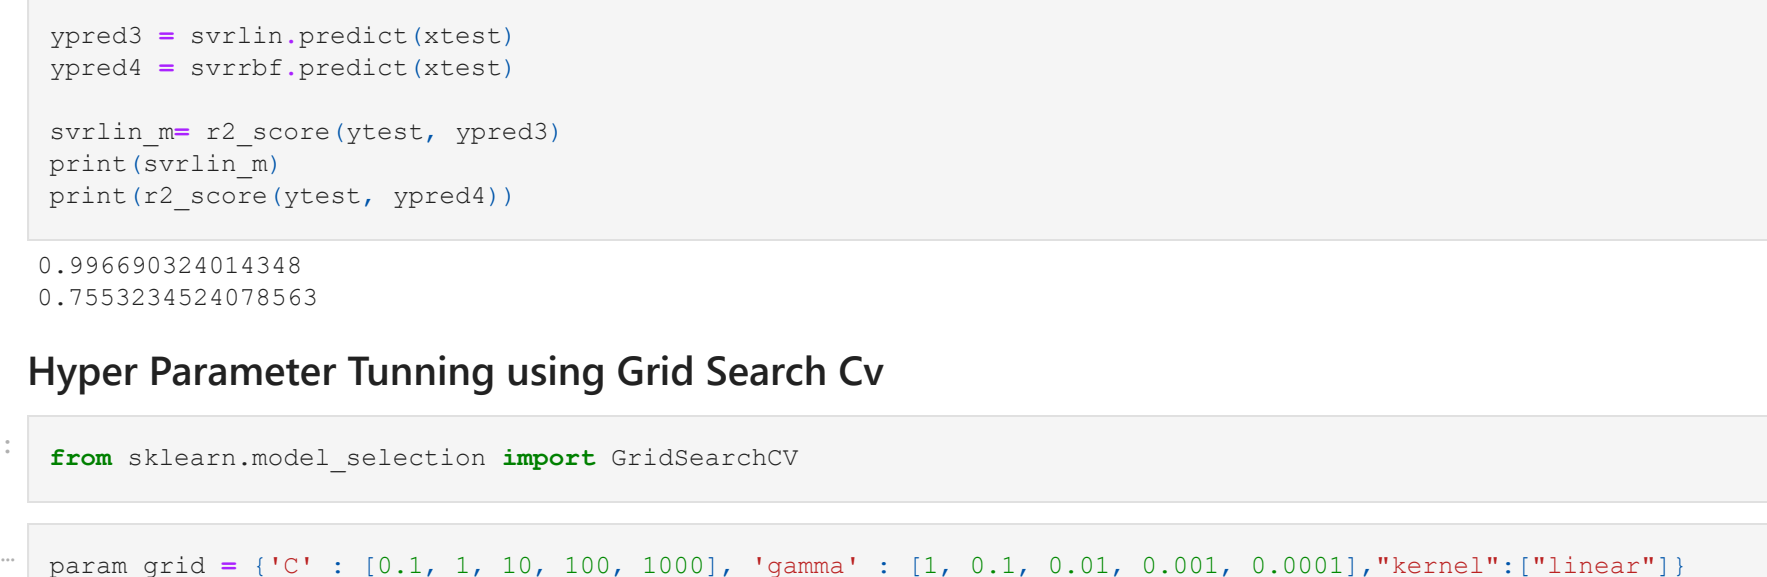 ypred3 = svrlin.predict(xtest)
ypred4 = svrrbf.predict(xtest)
svrlin_m= r2_score(ytest, ypred3)
print(svrlin_m)
print(r2_score(ytest, ypred4))
0.996690324014348
0.7553234524078563
Hyper Parameter Tunning using Grid Search Cv
:
from sklearn.model_selection import GridSearchCV
… param_grid = {'C' : [0.1, 1, 10, 100, 1000], 'gamma' : [1, 0.1, 0.01, 0.001, 0.0001],"kernel":["linear"]}